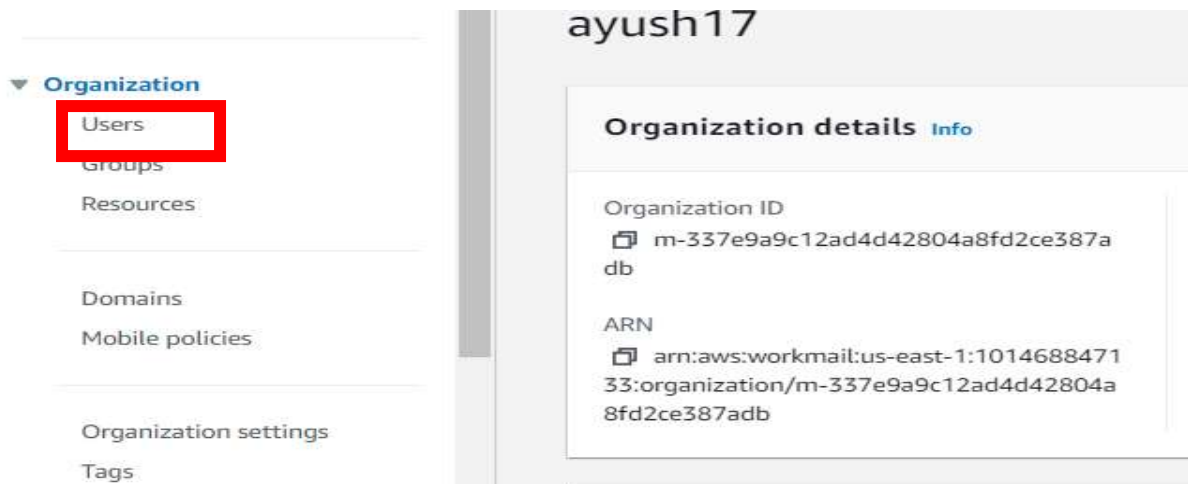 Organization
Users
Groups
Resources
Domains
Mobile policies
Organization settings
Tags
ayush17
Organization details Info
Organization ID
m-337e9a9c12ad4d42804a8fd2ce387a
db
ARN
arn:aws:workmail:us-east-1:1014688471
33:organization/m-337e9a9c12ad4d42804a
8fd2ce387adb